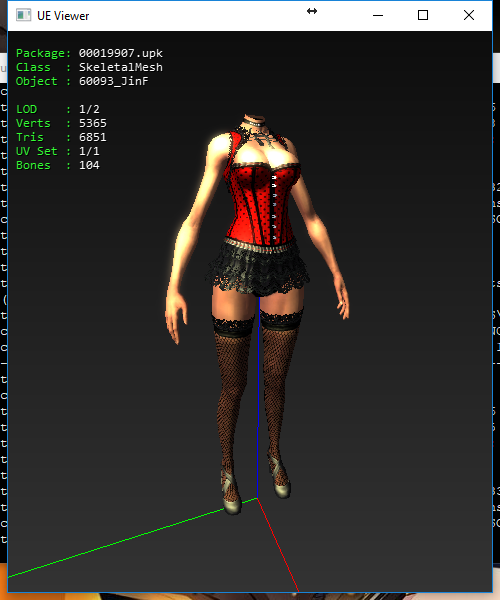 UE Viewer
Package: 00019907.upk
Class : SkeletalMesh
Object : 60093_JinF
LOD : 1/2
Verts : 5365
Tris : 6851
UV Set : 1/1
Bones : 104